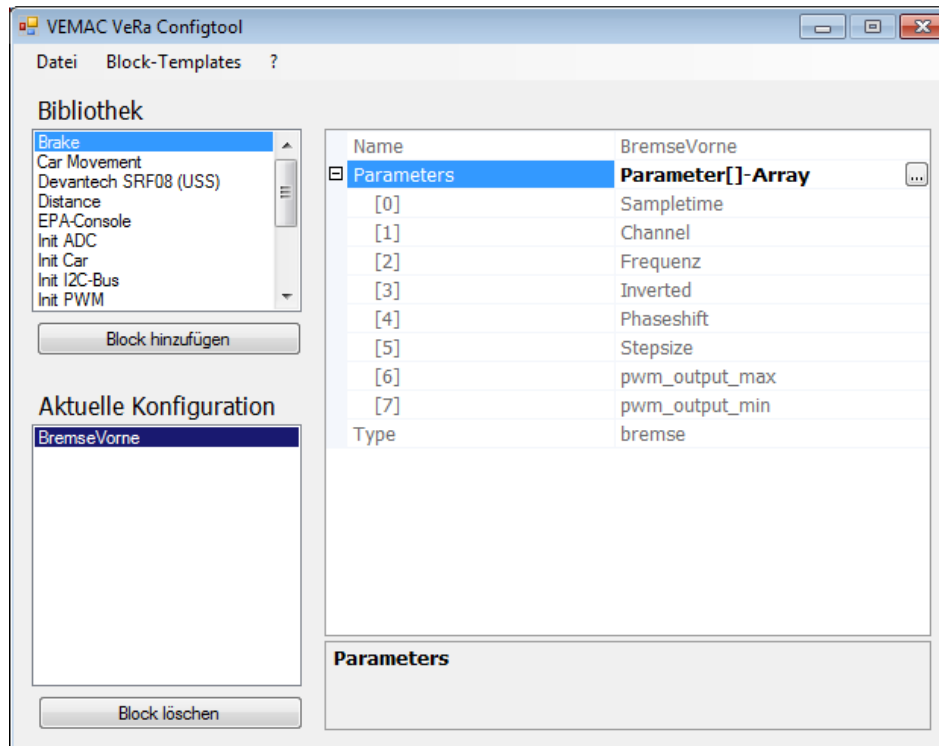 VEMAC VeRa Configtool
Datei Block-Templates ?
Bibliothek
Brake
Car Movement
Devantech SRF08 (USS)
Distance
EPA-Console
Init ADC
Init Car
Init I2C-Bus
Init PWM
Block hinzufügen
Aktuelle Konfiguration
BremseVorne
Block löschen
Name BremseVorne
Parameters Parameter[]-Array ...
[0] Sampletime
[1] Channel
[2] Frequenz
[3] Inverted
[4] Phaseshift
[5] Stepsize
[6] pwm_output_max
[7] pwm_output_min
Type bremse
Parameters